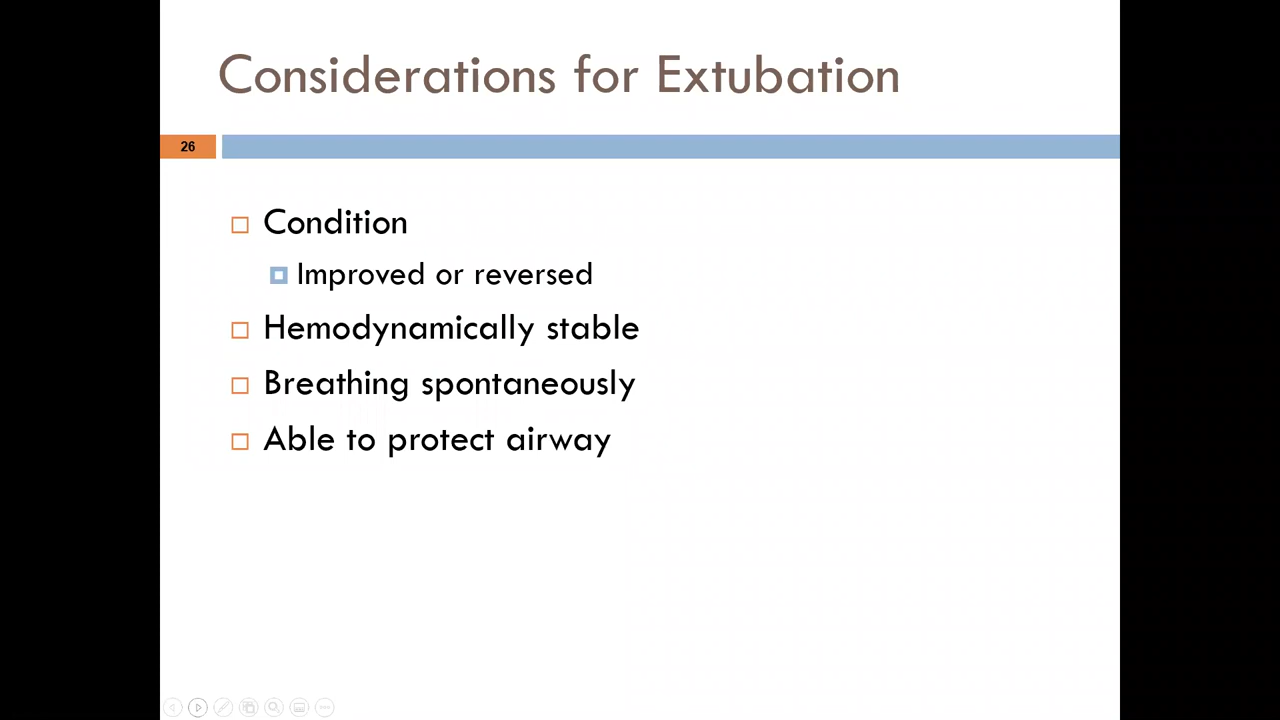 Considerations for Extubation
26
Condition
Improved or reversed
Hemodynamically stable
Breathing spontaneously
Able to protect airway